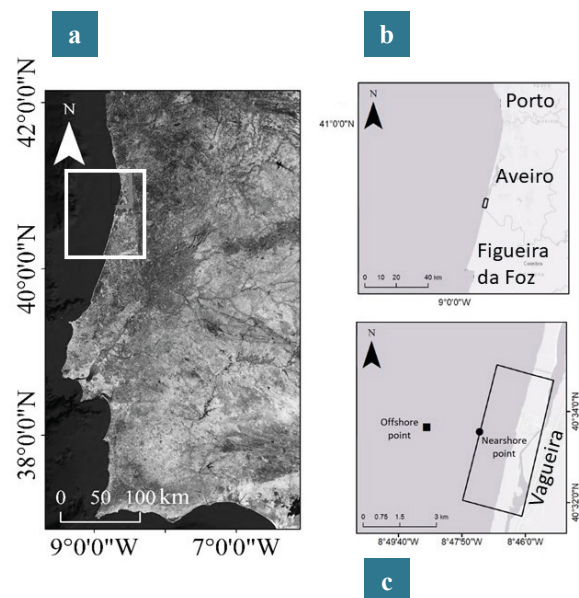 a
N
42°0'0"N
40°0'0"N
38°0'0"N
0 50 100 km
9°0'0"W 7°0'0"W
b
N
Porto
41°0'0"N
Aveiro
Figueira
da Foz
Coimbra
0 10 20 40 km
9°0'0"W
N
Offshore
point
Nearshore
point
Vagueira
40°34'0"N
40°32'0"N
0 0.75 1.5 3 km
8°49'40"W 8°47'50"W 8°46'0"W
c